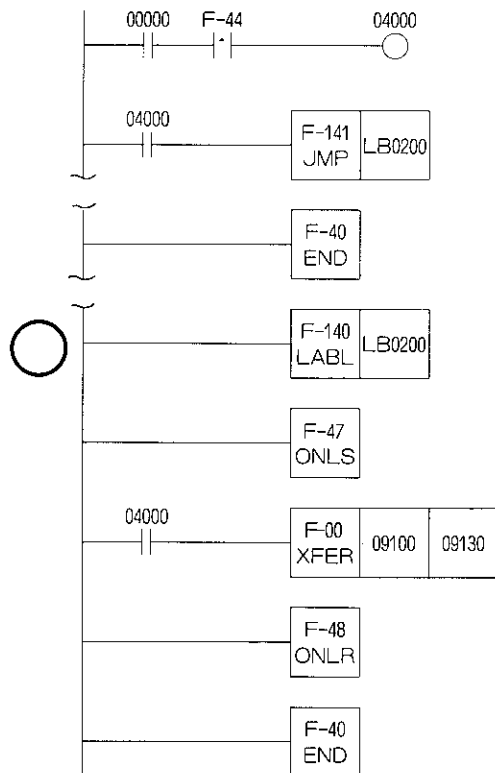 00000 F-44 04000
04000
F-141 JMP LB0200
F-40 END
F-140 LABL LB0200
F-47 ONLS
04000
F-00 XFER 09100 09130
F-48 ONLR
F-40 END